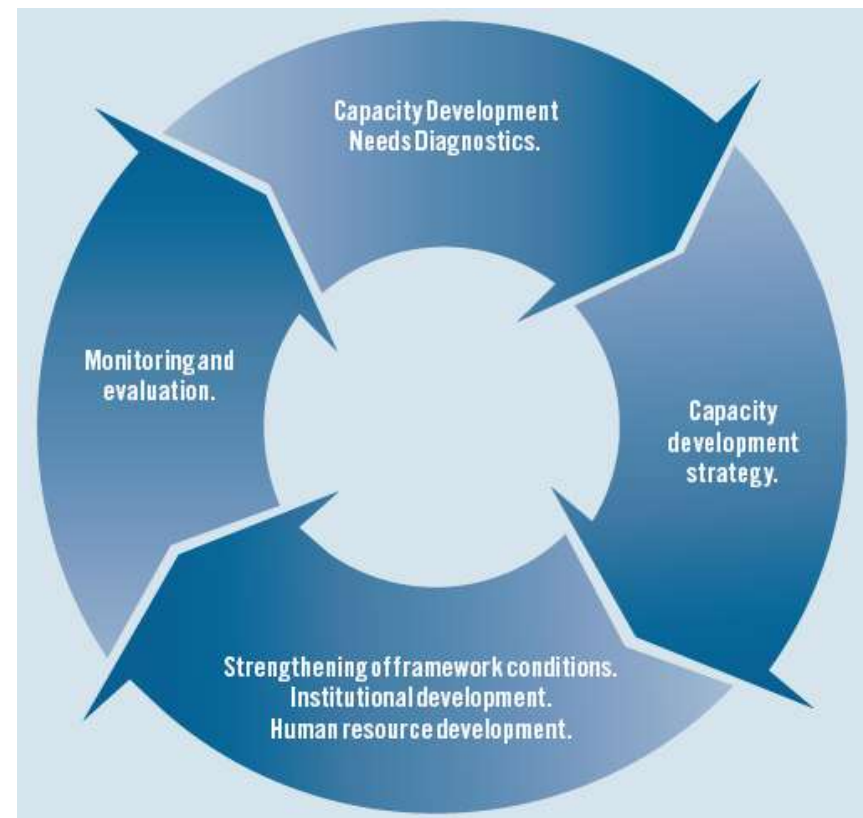 Capacity Development
Needs Diagnostics.
Capacity
development
strategy.
Strengthening of framework conditions.
Institutional development.
Human resource development.
Monitoring and
evaluation.